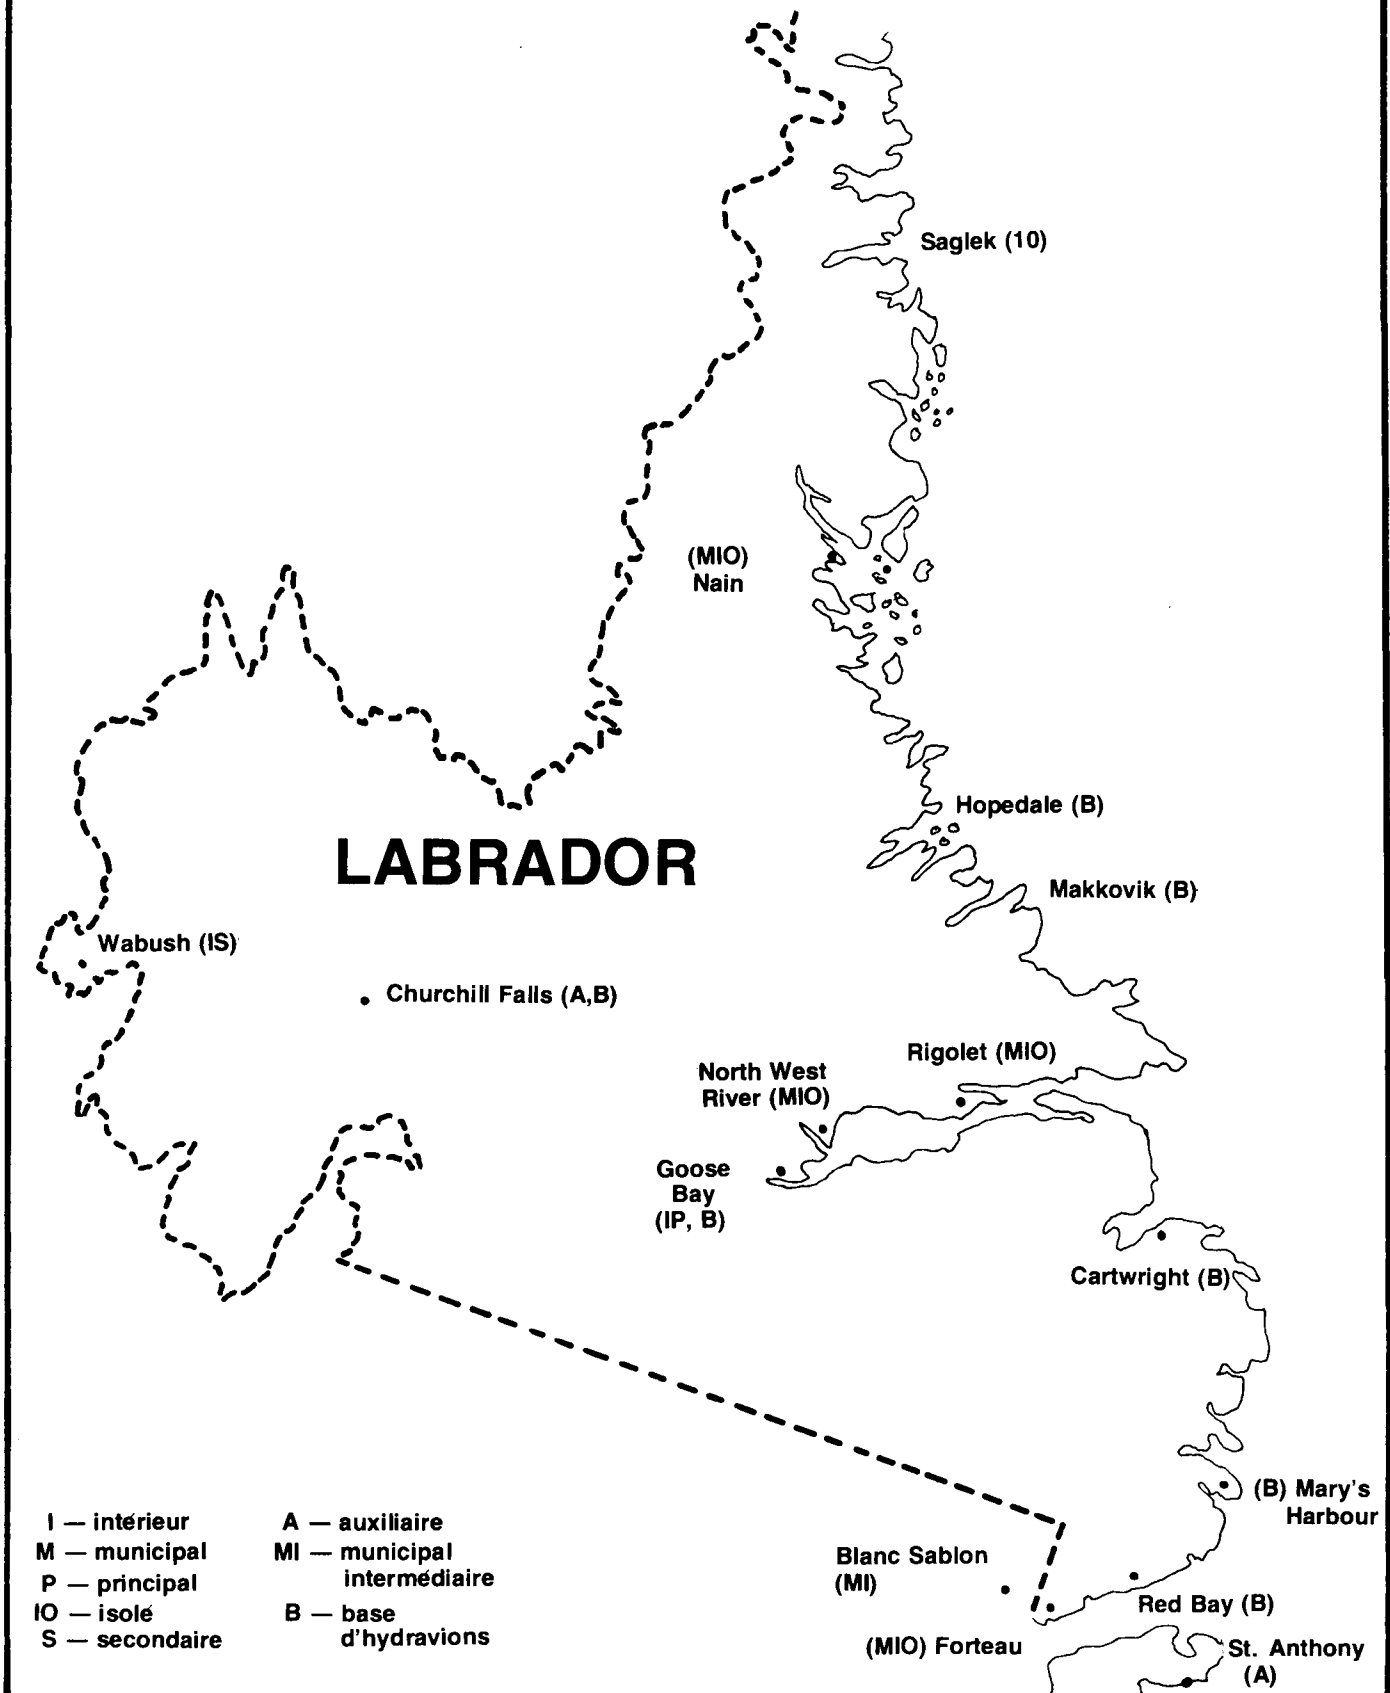 Saglek (10)
(MIO)
Nain
Hopedale (B)
LABRADOR
Makkovik (B)
Wabush (IS)
Churchill Falls (A,B)
Rigolet (MIO)
North West
River (MIO)
Goose
Bay
(IP, B)
Cartwright (B)
(B) Mary's
Harbour
Blanc Sablon
(MI)
Red Bay (B)
(MIO) Forteau
St. Anthony
(A)
I — intérieur
M — municipal
P — principal
IO — isolé
S — secondaire
A — auxiliaire
MI — municipal
intermédiaire
B — base
d'hydravions